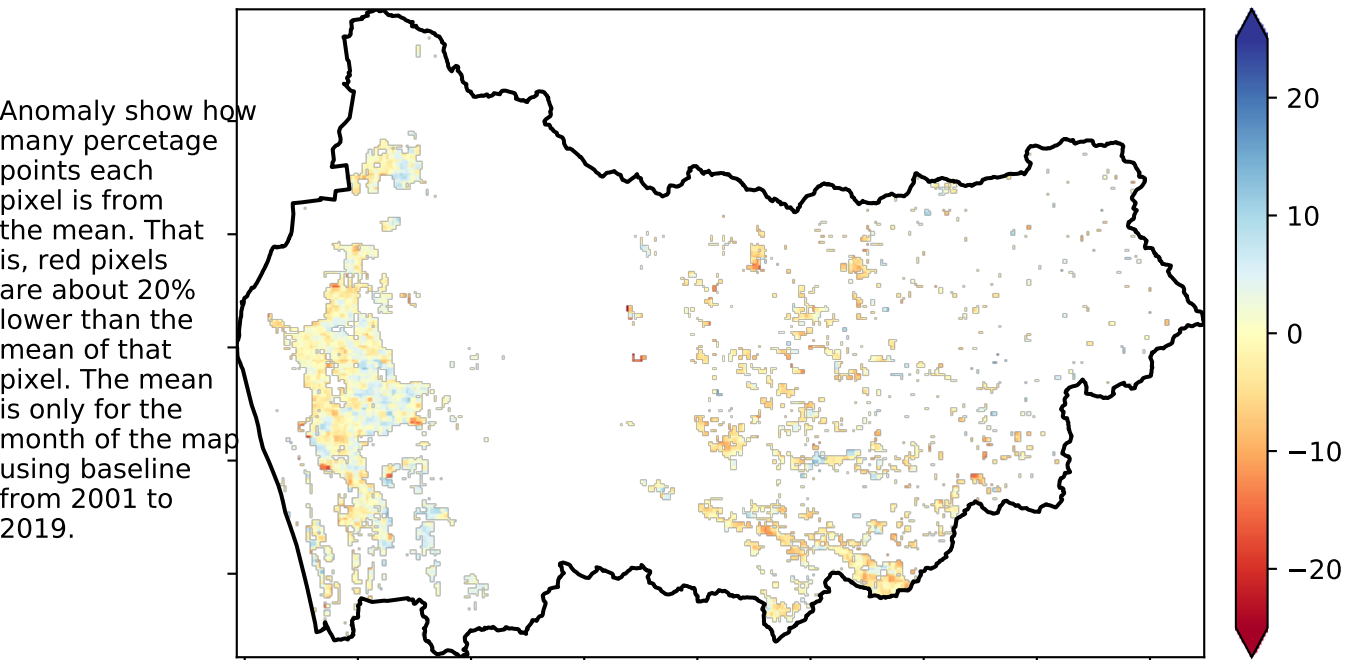 Anomaly show how
many percetage
points each
pixel is from
the mean. That
is, red pixels
are about 20%
lower than the
mean of that
pixel. The mean
is only for the
month of the map
using baseline
from 2001 to
2019.
20
10
0
−10
−20